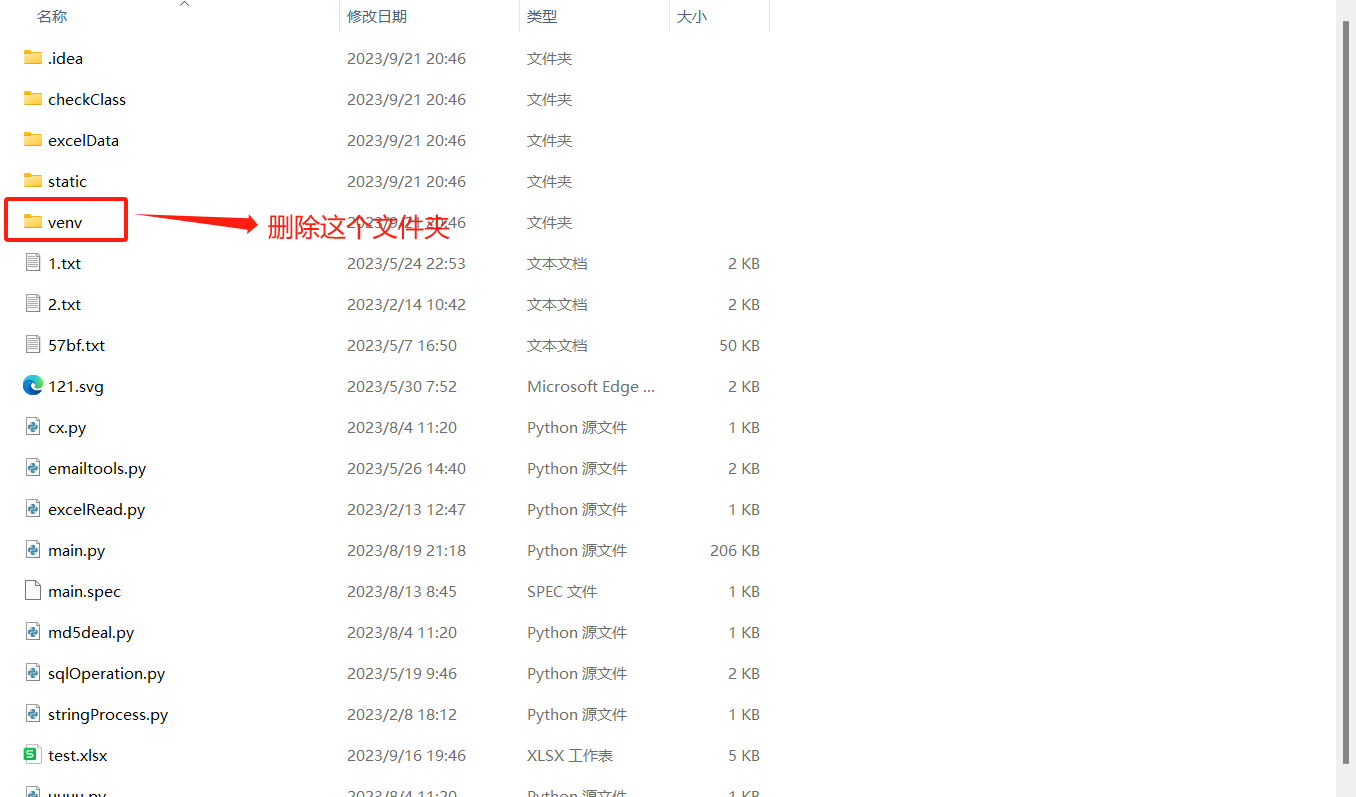 名称 修改日期 类型 大小
.idea 2023/9/21 20:46 文件夹
checkClass 2023/9/21 20:46 文件夹
excelData 2023/9/21 20:46 文件夹
static 2023/9/21 20:46 文件夹
venv 2023/9/21 20:46 文件夹
删除这个文件夹
1.txt 2023/5/24 22:53 文本文档 2 KB
2.txt 2023/2/14 10:42 文本文档 2 KB
57bf.txt 2023/5/7 16:50 文本文档 50 KB
121.svg 2023/5/30 7:52 Microsoft Edge ... 2 KB
cx.py 2023/8/4 11:20 Python 源文件 1 KB
emailtools.py 2023/5/26 14:40 Python 源文件 2 KB
excelRead.py 2023/2/13 12:47 Python 源文件 1 KB
main.py 2023/8/19 21:18 Python 源文件 206 KB
main.spec 2023/8/13 8:45 SPEC 文件 1 KB
md5deal.py 2023/8/4 11:20 Python 源文件 1 KB
sqlOperation.py 2023/5/19 9:46 Python 源文件 2 KB
stringProcess.py 2023/2/8 18:12 Python 源文件 1 KB
test.xlsx 2023/9/16 19:46 XLSX 工作表 5 KB
2023/8/4 11:20 Python 源文件 1 KB